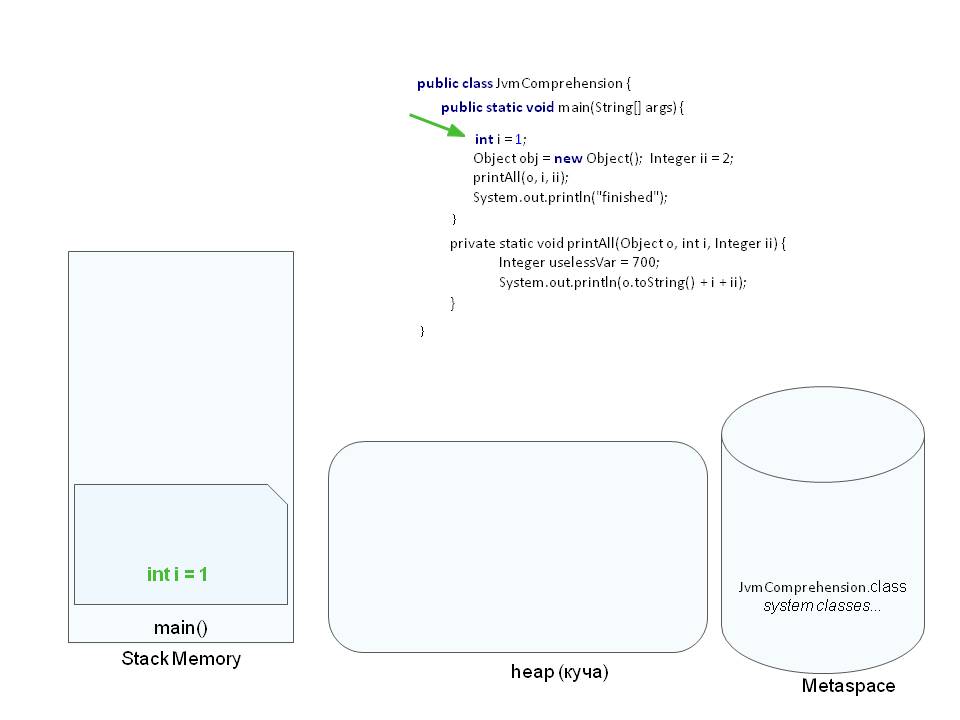 public class JvmComprehension {
public static void main(String[] args) {
int i = 1;
Object obj = new Object(); Integer ii = 2;
printAll(o, i, ii);
System.out.println("finished");
}
private static void printAll(Object o, int i, Integer ii) {
Integer uselessVar = 700;
System.out.println(o.toString() + i + ii);
}
}
int i = 1
main()
Stack Memory
heap (куча)
JvmComprehension.class
system classes...
Metaspace